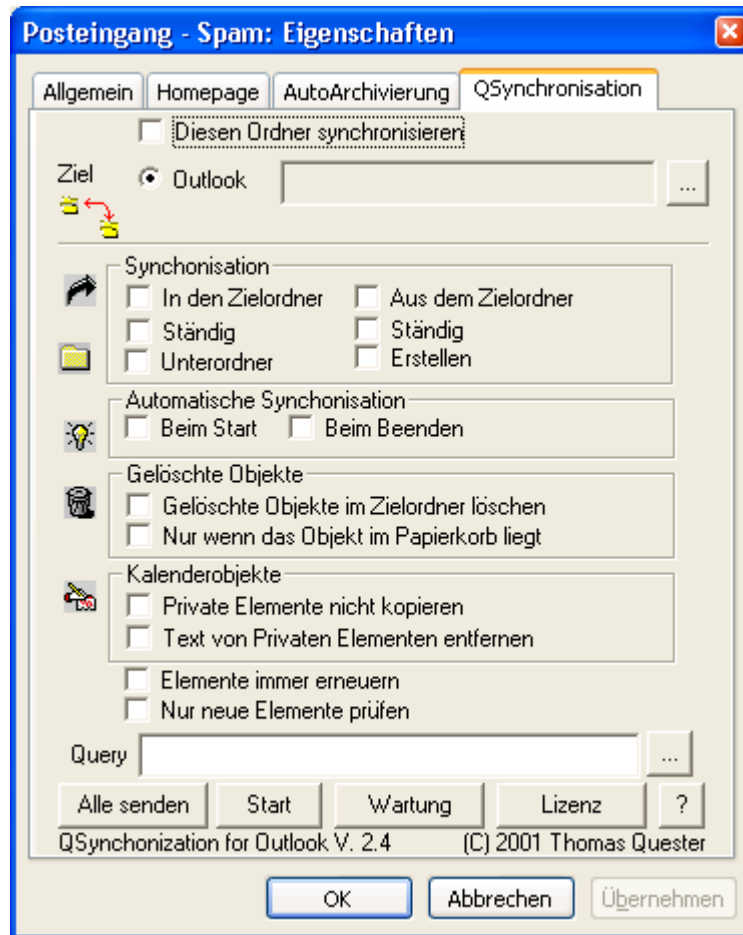 Posteingang - Spam: Eigenschaften
Allgemein Homepage AutoArchivierung QSynchronisation
Diesen Ordner synchronisieren
Ziel Outlook ...
Synchonisation
In den Zielordner Aus dem Zielordner
Ständig Ständig
Unterordner Erstellen
Automatische Synchonisation
Beim Start Beim Beenden
Gelöschte Objekte
Gelöschte Objekte im Zielordner löschen
Nur wenn das Objekt im Papierkorb liegt
Kalenderobjekte
Private Elemente nicht kopieren
Text von Privaten Elementen entfernen
Elemente immer erneuern
Nur neue Elemente prüfen
Query ...
Alle senden Start Wartung Lizenz ?
QSynchonization for Outlook V. 2.4 (C) 2001 Thomas Quester
OK Abbrechen Übernehmen